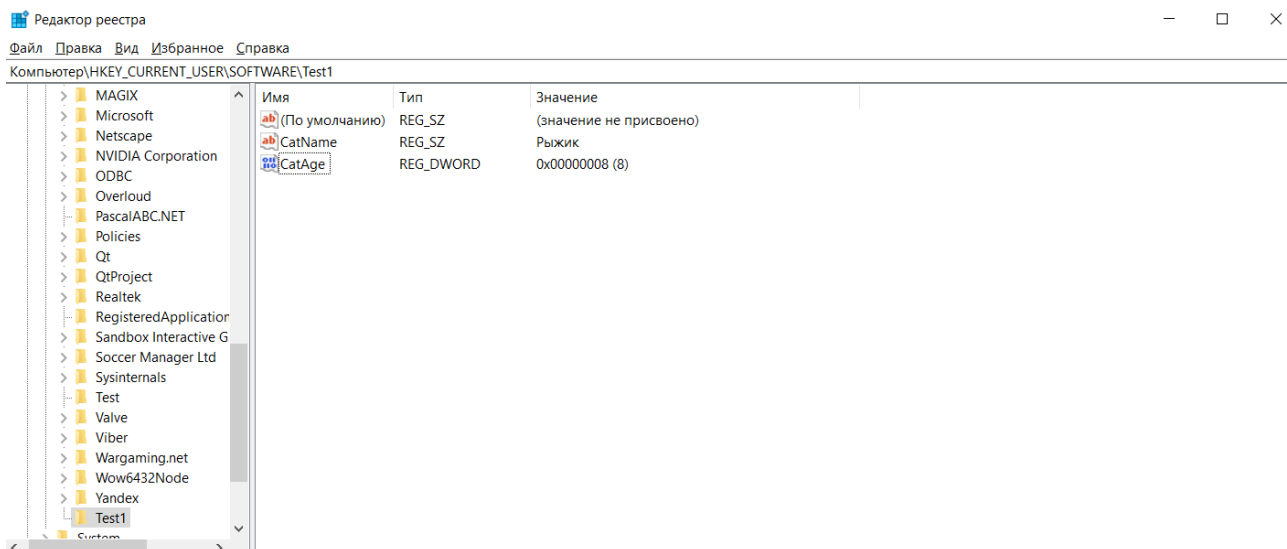 Редактор реестра
Файл Правка Вид Избранное Справка
Компьютер\HKEY_CURRENT_USER\SOFTWARE\Test1
MAGIX
Microsoft
Netscape
NVIDIA Corporation
ODBC
Overloud
PascalABC.NET
Policies
Qt
QtProject
Realtek
RegisteredApplication
Sandbox Interactive G
Soccer Manager Ltd
Sysinternals
Test
Valve
Viber
Wargaming.net
Wow6432Node
Yandex
Test1
System
Имя Тип Значение
(По умолчанию) REG_SZ (значение не присвоено)
CatName REG_SZ Рыжик
CatAge REG_DWORD 0x00000008 (8)